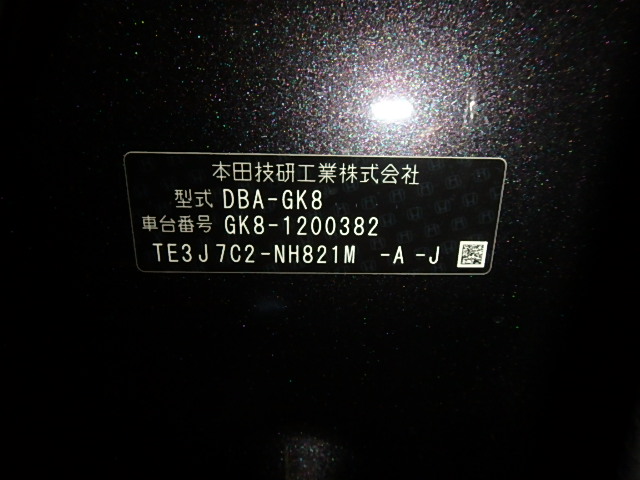 本田技研工業株式会社
型式 DBA-GK8
車台番号 GK8-1200382
TE3J7C2-NH821M -A-J